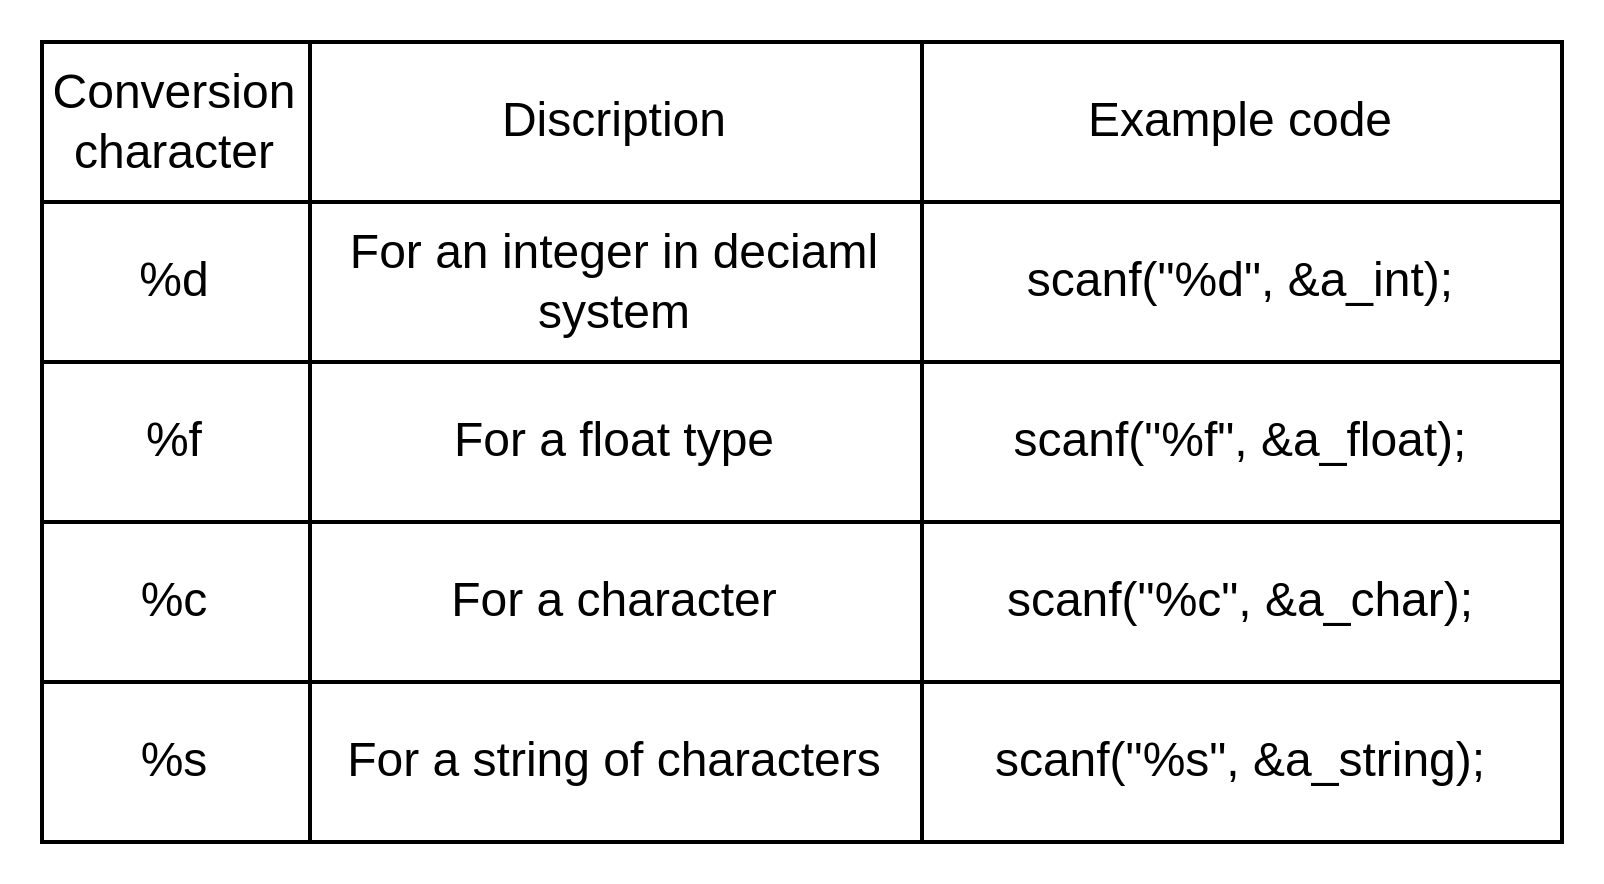 Conversion
character
Discription
Example code
%d
For an integer in deciaml
system
scanf("%d", &a_int);
%f
For a float type
scanf("%f", &a_float);
%c
For a character
scanf("%c", &a_char);
%s
For a string of characters
scanf("%s", &a_string);